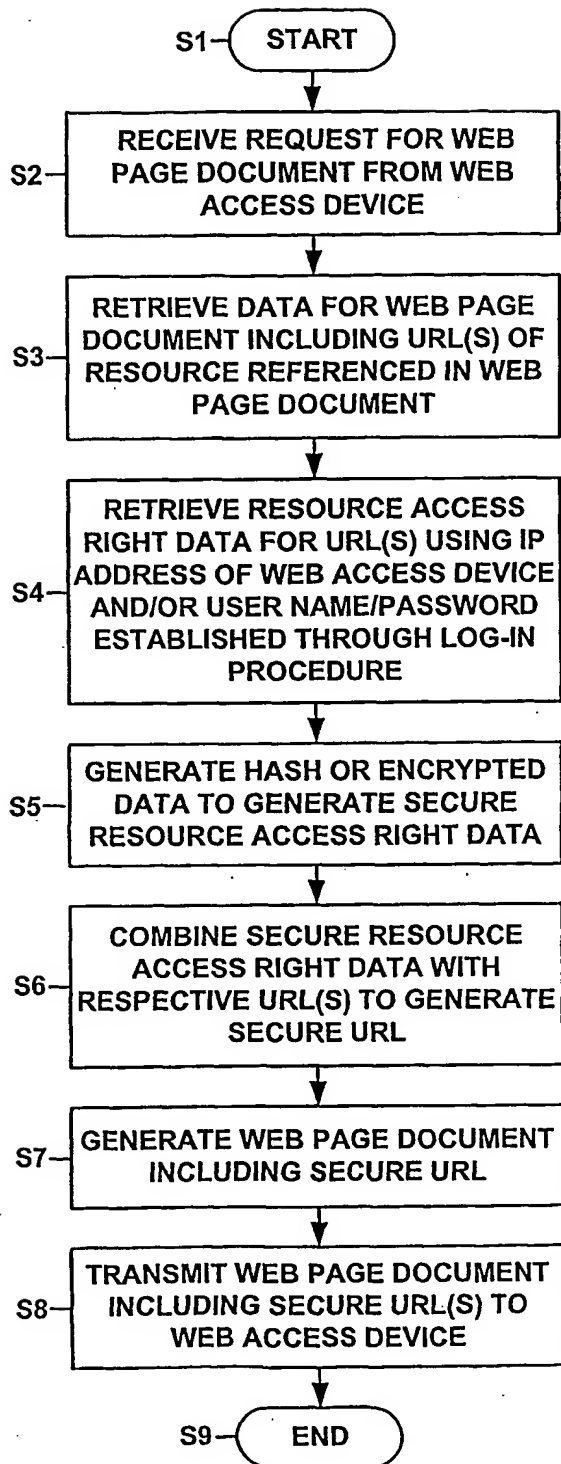 S1 START
RECEIVE REQUEST FOR WEB
S2 PAGE DOCUMENT FROM WEB
ACCESS DEVICE
RETRIEVE DATA FOR WEB PAGE
DOCUMENT INCLUDING URL(S) OF
S3 RESOURCE REFERENCED IN WEB
PAGE DOCUMENT
RETRIEVE RESOURCE ACCESS
RIGHT DATA FOR URL(S) USING IP
ADDRESS OF WEB ACCESS DEVICE
S4 AND/OR USER NAME/PASSWORD
ESTABLISHED THROUGH LOG-IN
PROCEDURE
GENERATE HASH OR ENCRYPTED
S5 DATA TO GENERATE SECURE
RESOURCE ACCESS RIGHT DATA
COMBINE SECURE RESOURCE
ACCESS RIGHT DATA WITH
S6 RESPECTIVE URL(S) TO GENERATE
SECURE URL
GENERATE WEB PAGE DOCUMENT
S7 INCLUDING SECURE URL
TRANSMIT WEB PAGE DOCUMENT
S8 INCLUDING SECURE URL(S) TO
WEB ACCESS DEVICE
S9 END